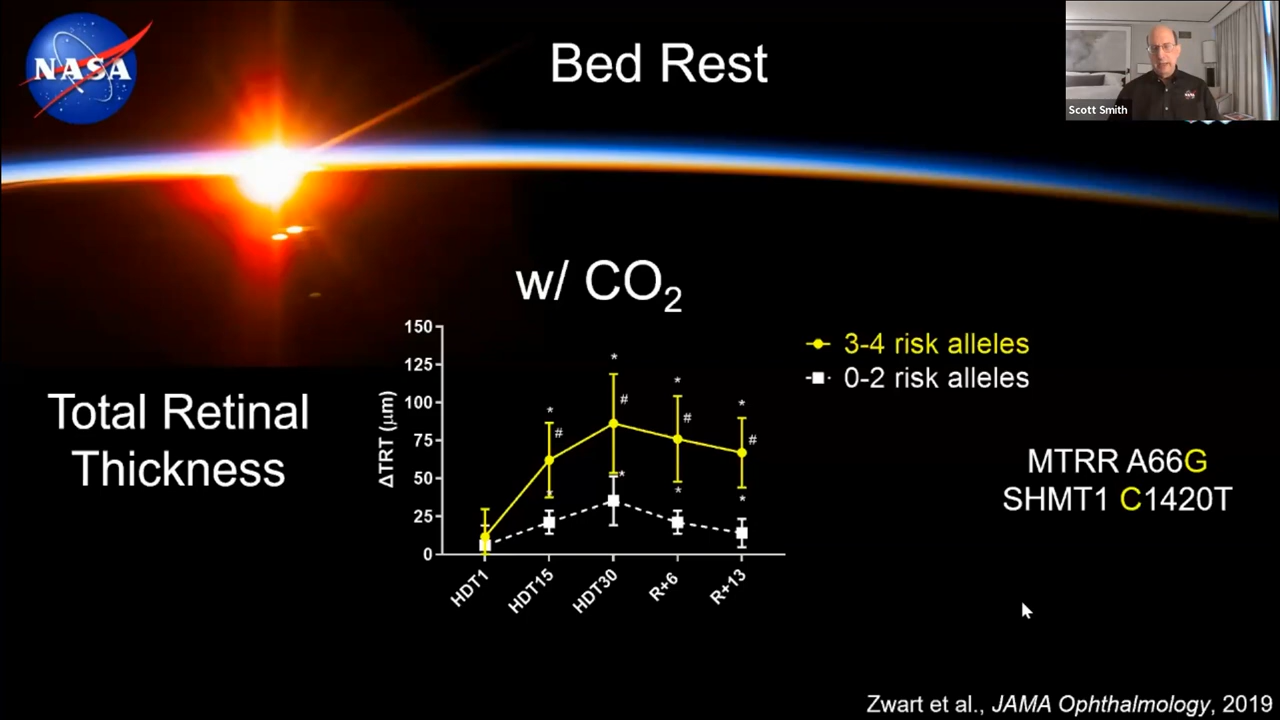 NASA
Bed Rest
Scott Smith
w/ CO₂
Total Retinal
Thickness
ΔTRT (μm)
150
125
100
75
50
25
0
HDT1
HDT15
HDT30
R+6
R+13
* # * # * # * #
* * * *
3-4 risk alleles
0-2 risk alleles
MTRR A66G
SHMT1 C1420T
Zwart et al., JAMA Ophthalmology, 2019